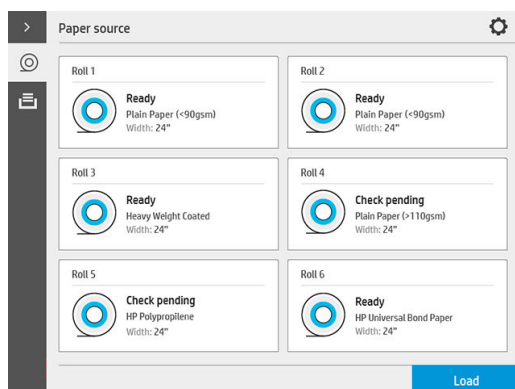 Paper source
Roll 1
Ready
Plain Paper (<90gsm)
Width: 24"
Roll 2
Ready
Plain Paper (<90gsm)
Width: 24"
Roll 3
Ready
Heavy Weight Coated
Width: 24"
Roll 4
Check pending
Plain Paper (>110gsm)
Width: 24"
Roll 5
Check pending
HP Polypropilene
Width: 24"
Roll 6
Ready
HP Universal Bond Paper
Width: 24"
Load